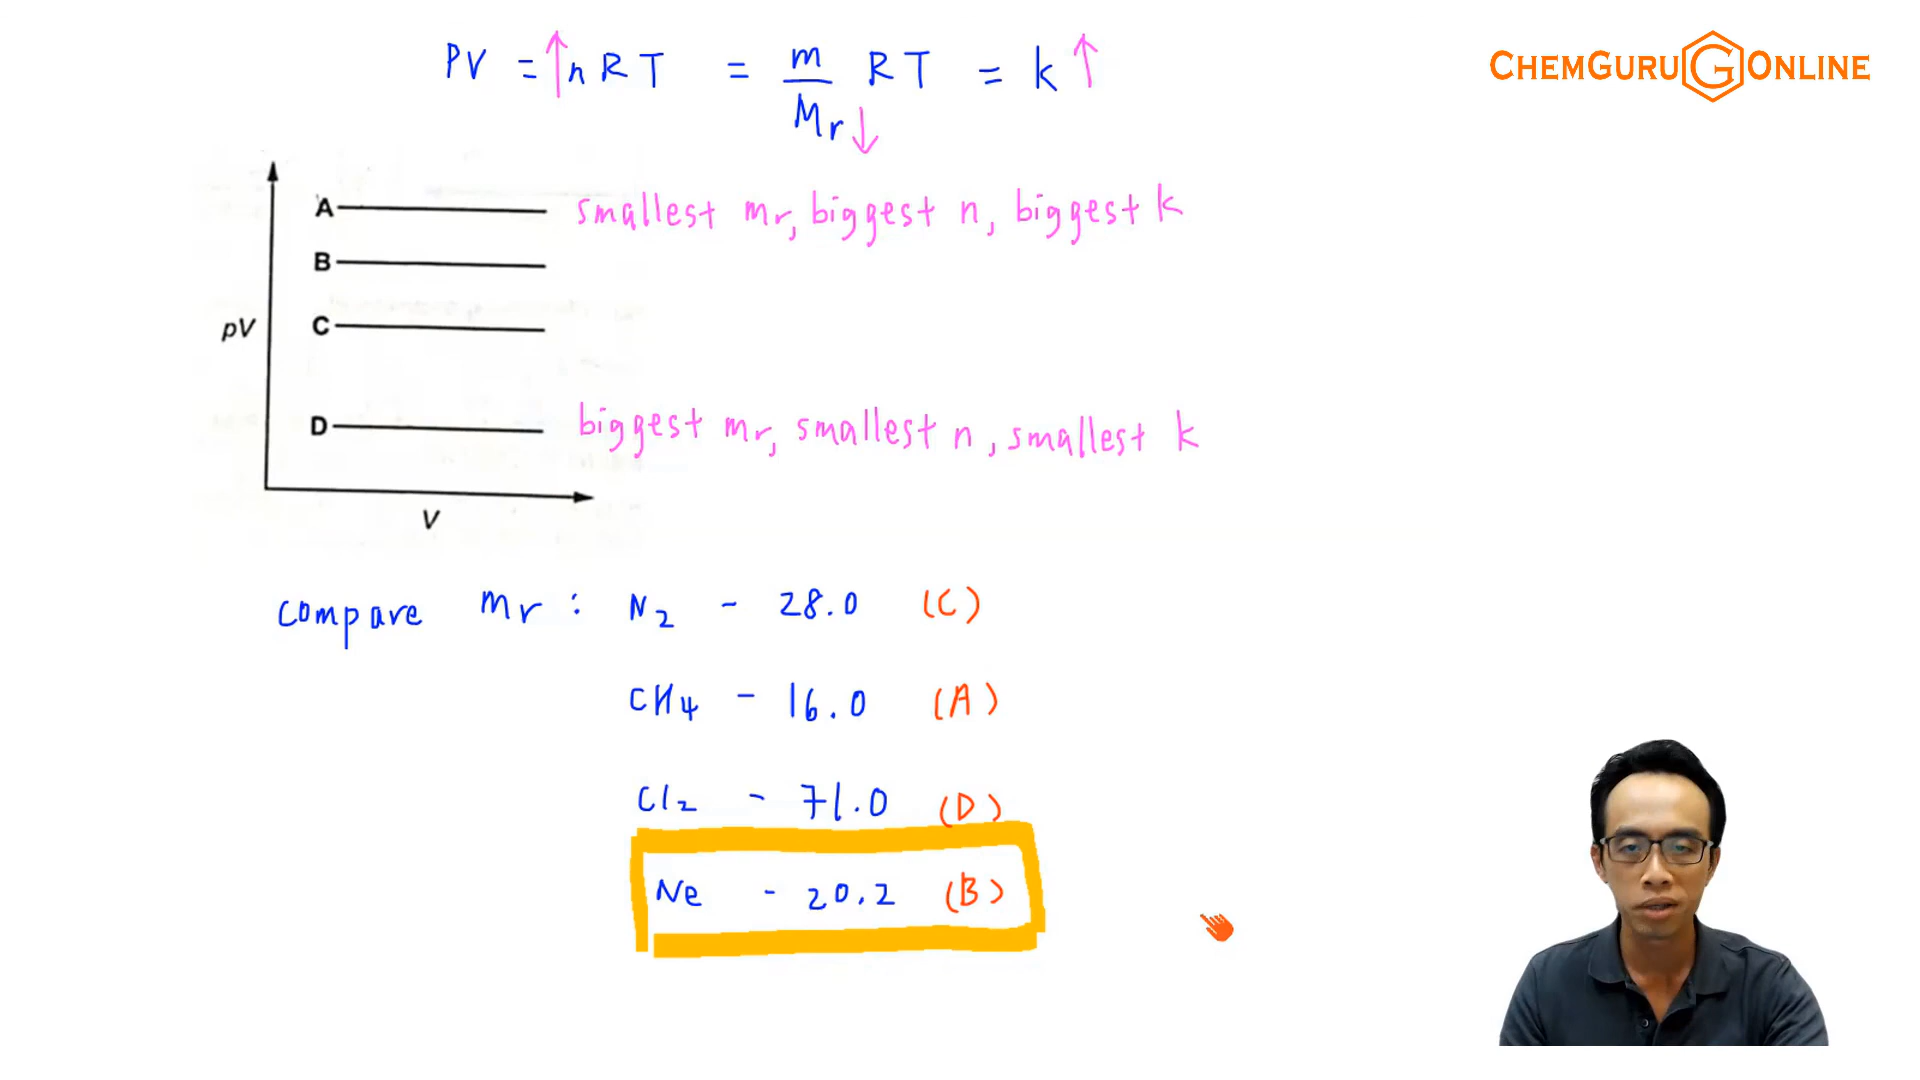 PV = ↑nRT = m/Mr↓ RT = k↑
CHEMGURU G ONLINE
A smallest mr, biggest n, biggest k
B
C
pV
D biggest mr, smallest n, smallest k
V
compare mr : N2 - 28.0 (C)
CH4 - 16.0 (A)
Cl2 - 71.0 (D)
Ne - 20.2 (B)